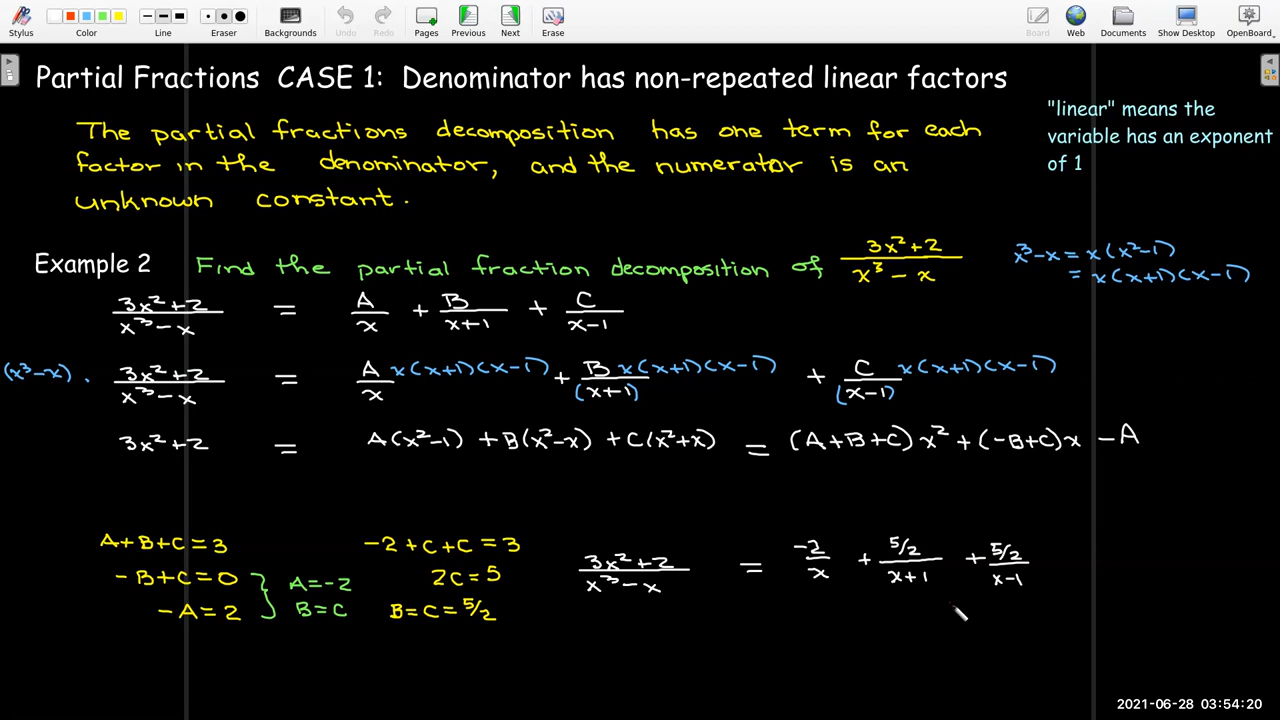 Stylus Color Line Eraser Backgrounds Undo Redo Pages Previous Next Erase Board Web Documents Show Desktop OpenBoard
Partial Fractions CASE 1: Denominator has non-repeated linear factors
"linear" means the
variable has an exponent
of 1
The partial fractions decomposition has one term for each
factor in the denominator, and the numerator is an
unknown constant.
Example 2 Find the partial fraction decomposition of (3x²+2)/(x³ - x)
x³-x = x(x²-1)
= x(x+1)(x-1)
(3x²+2)/(x³-x) = A/x + B/(x+1) + C/(x-1)
(x³-x) · (3x²+2)/(x³-x) = A/x x(x+1)(x-1) + B/(x+1) x(x+1)(x-1) + C/(x-1) x(x+1)(x-1)
3x²+2 = A(x²-1) + B(x²-x) + C(x²+x) = (A+B+C)x² + (-B+C)x - A
A+B+C = 3
-B+C = 0
-A = 2
A = -2
B = C
-2+C+C = 3
2C = 5
B = C = 5/2
(3x²+2)/(x³-x) = -2/x + (5/2)/(x+1) + (5/2)/(x-1)
2021-06-28 03:54:20